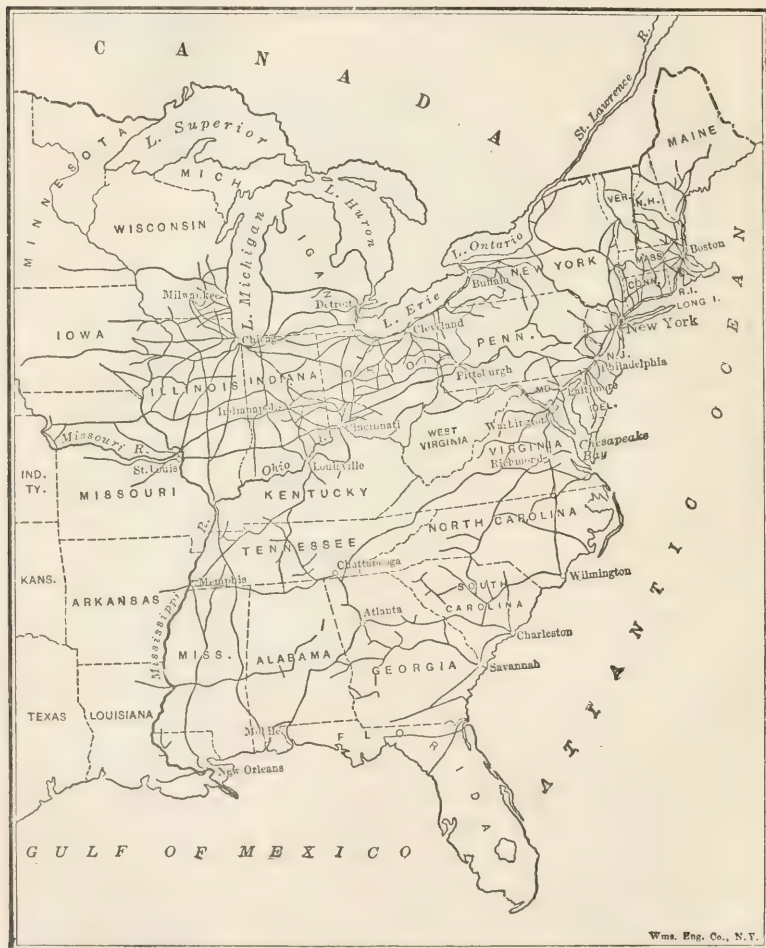 CANADA
St. Lawrence R.
MAINE
MINNESOTA
L. Superior
MICH
IGAN
L. Huron
WISCONSIN
L. Michigan
L. Ontario
VER.
N.H.
Boston
MASS
CONN.
R.I.
LONG I.
NEW YORK
Buffalo
Milwaukee
Detroit
L. Erie
Cleveland
IOWA
Chicago
PENN.
New York
N.J.
Philadelphia
ILLINOIS
INDIANA
OHIO
Pittsburgh
MD.
Baltimore
DEL.
Indianapolis
Cincinnati
WEST
VIRGINIA
Washington
VIRGINIA
Chesapeake
Bay
Richmond
Missouri R.
St. Louis
Ohio
Louisville
IND.
TY.
MISSOURI
KENTUCKY
NORTH CAROLINA
TENNESSEE
Chattanooga
KANS.
Memphis
ARKANSAS
Mississippi
R.
SOUTH
CAROLINA
Wilmington
Atlanta
Charleston
MISS.
ALABAMA
GEORGIA
Savannah
TEXAS
LOUISIANA
Mobile
FLORIDA
New Orleans
ATLANTIC
OCEAN
GULF OF MEXICO
Wms. Eng. Co., N.Y.